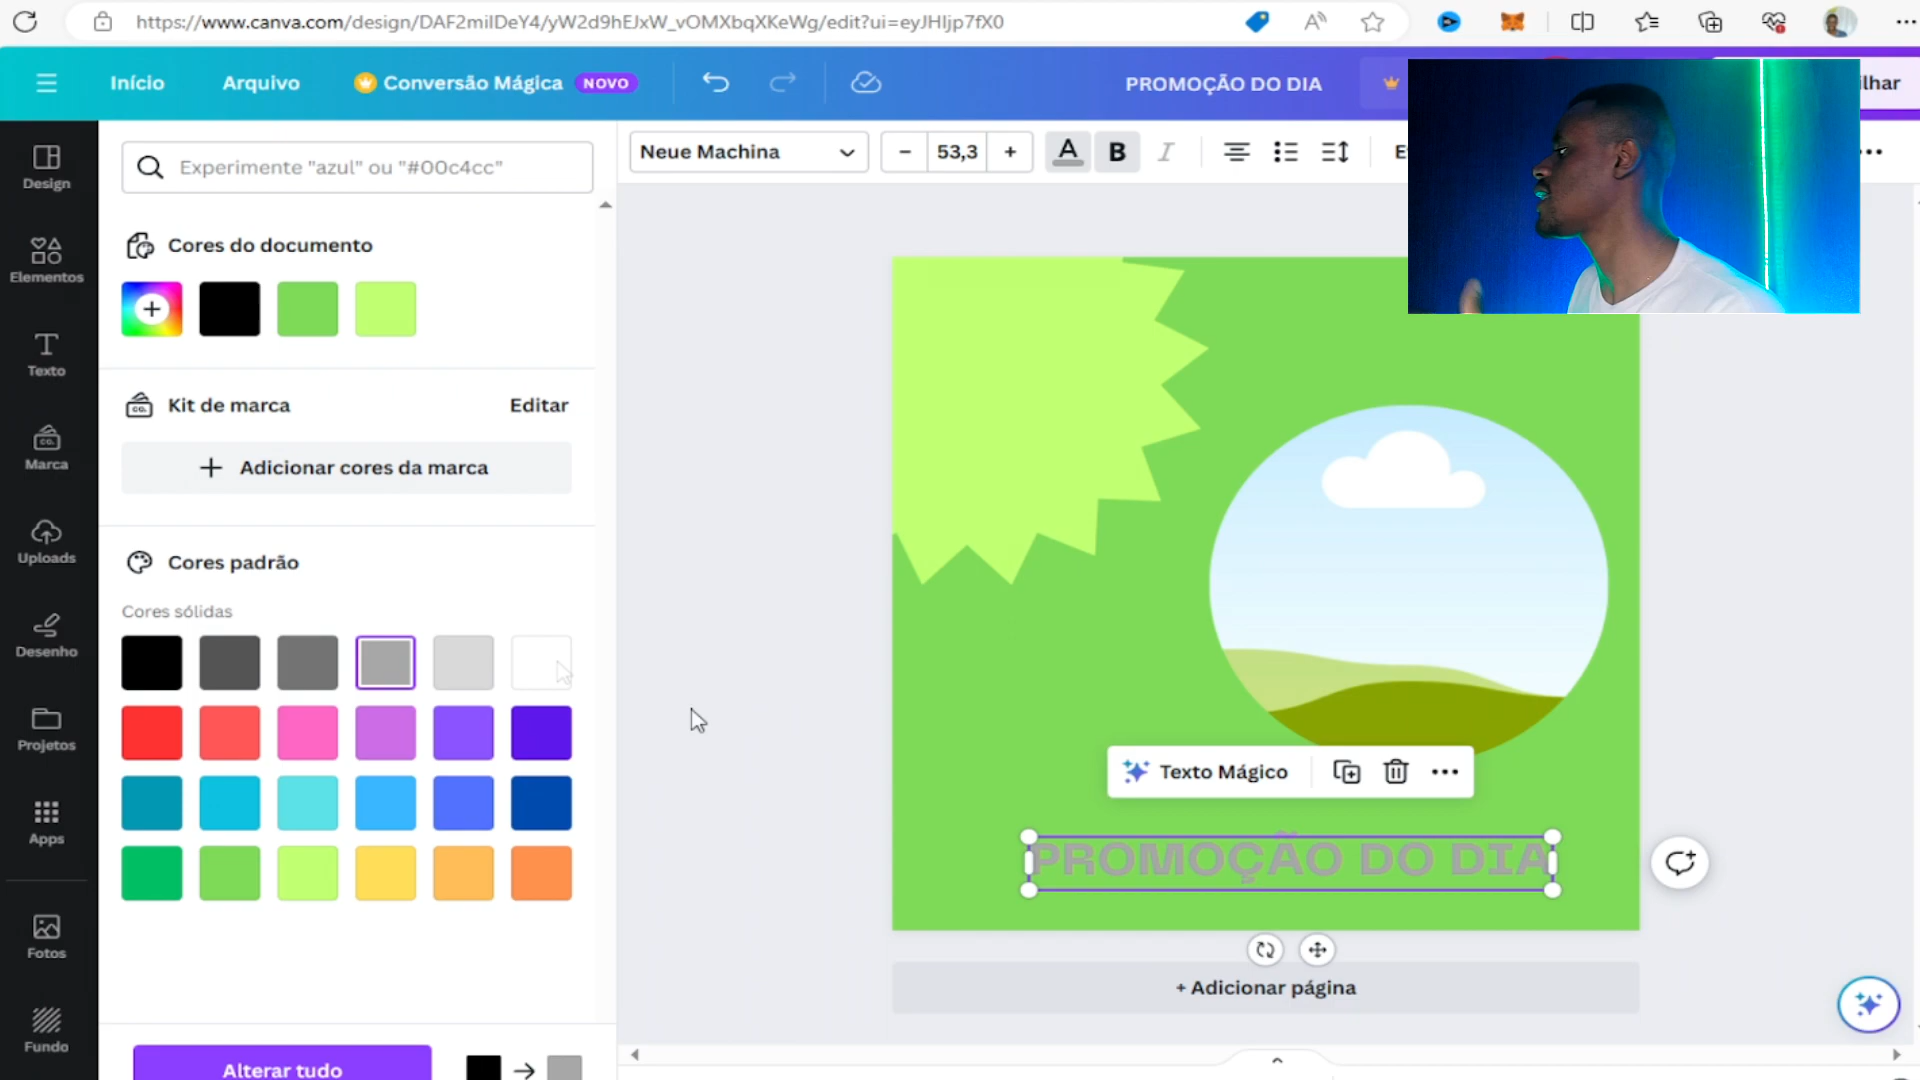 https://www.canva.com/design/DAF2milDeY4/yW2d9hEJxW_vOMXbqXKeWg/edit?ui=eyJHIjp7fX0
Início
Arquivo
Conversão Mágica
NOVO
PROMOÇÃO DO DIA
lhar
Design
Elementos
Texto
Marca
Uploads
Desenho
Projetos
Apps
Fotos
Fundo
Experimente "azul" ou "#00c4cc"
Cores do documento
Kit de marca
Editar
CO.
Adicionar cores da marca
Cores padrão
Cores sólidas
Alterar tudo
Neue Machina
− 53,3 +
A B I
Texto Mágico
PROMOÇÃO DO DIA
+ Adicionar página